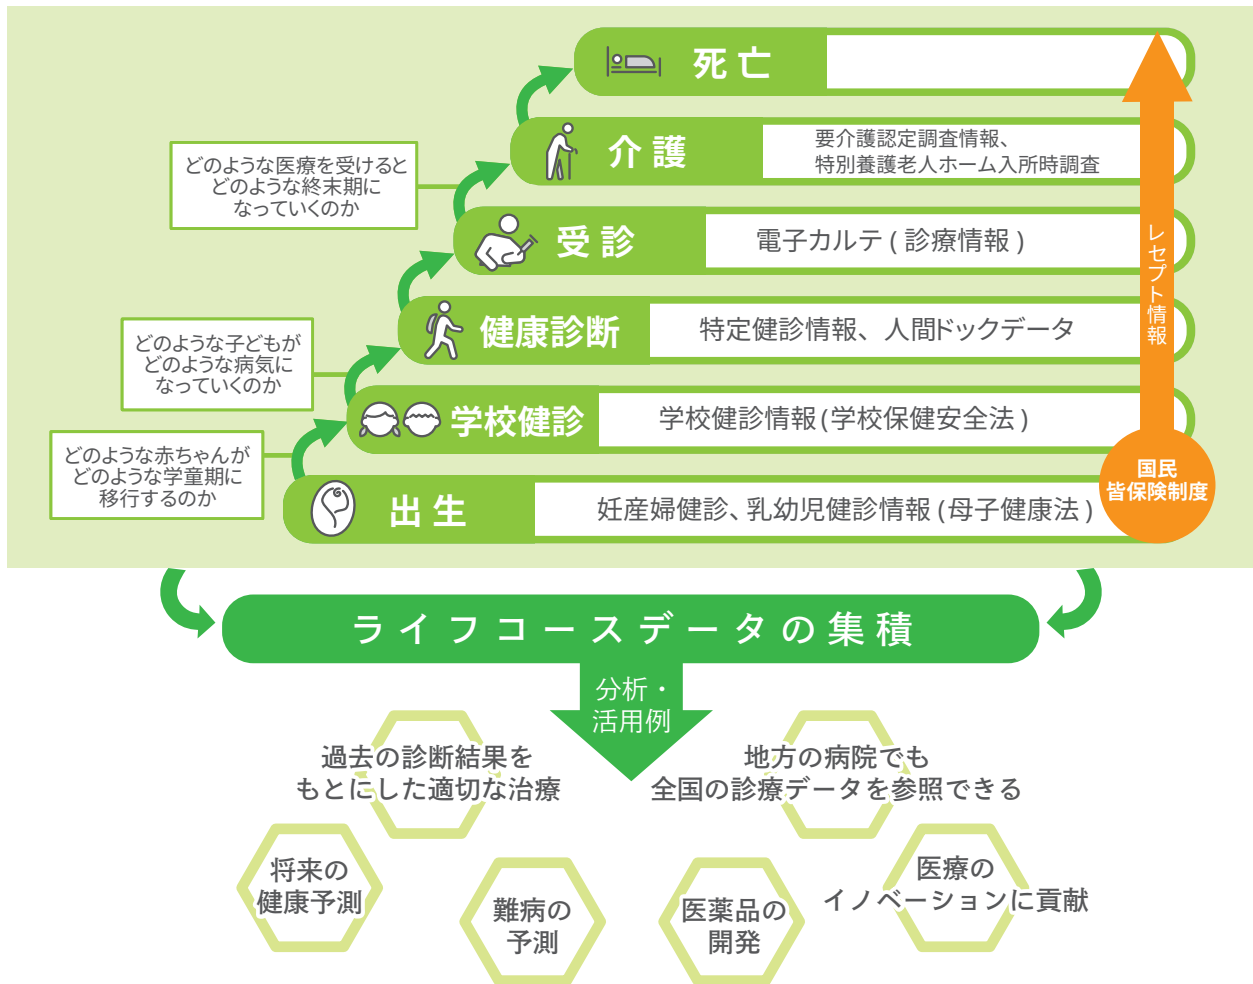 死亡
介護
要介護認定調査情報、
特別養護老人ホーム入所時調査
どのような医療を受けると
どのような終末期に
なっていくのか
受診
電子カルテ(診療情報)
健康診断
特定健診情報、人間ドックデータ
どのような子どもが
どのような病気に
なっていくのか
学校健診
学校健診情報(学校保健安全法)
どのような赤ちゃんが
どのような学童期に
移行するのか
出生
妊産婦健診、乳幼児健診情報(母子健康法)
レセプト情報
国民
皆保険制度
ライフコースデータの集積
分析・
活用例
過去の診断結果を
もとにした適切な治療
地方の病院でも
全国の診療データを参照できる
将来の
健康予測
難病の
予測
医薬品の
開発
医療の
イノベーションに貢献